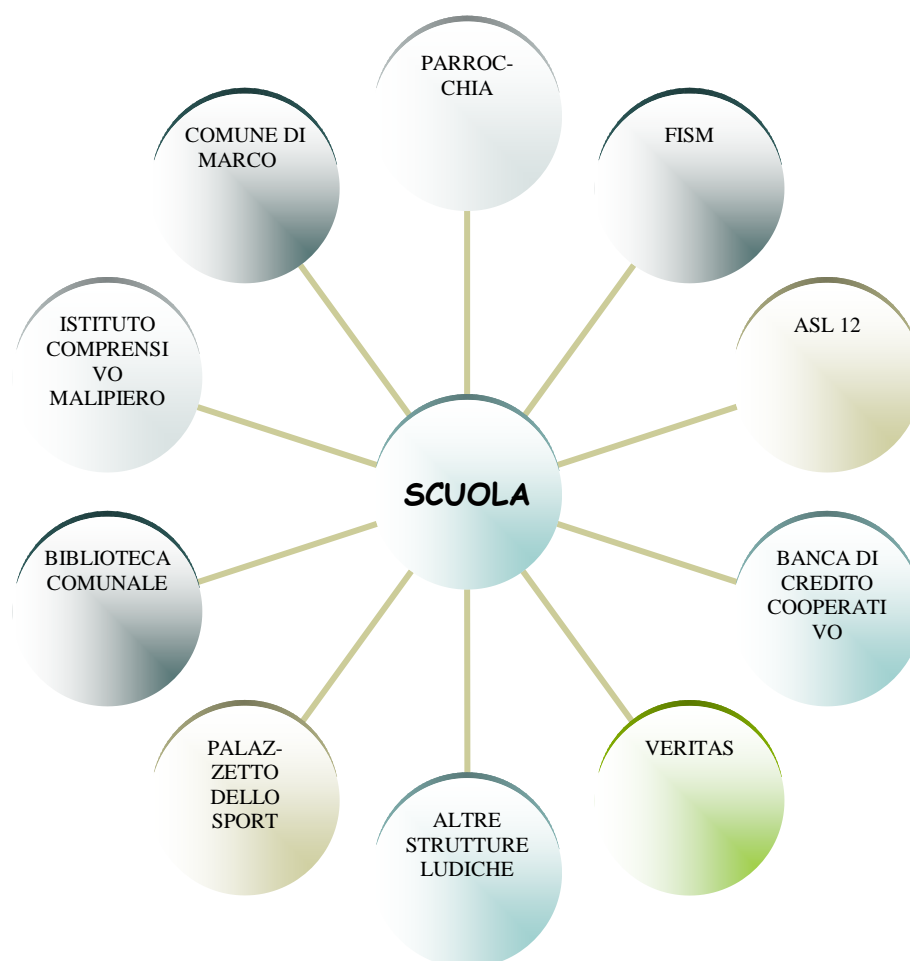 PARROC-
CHIA
COMUNE DI
MARCO
FISM
ISTITUTO
COMPRENSI
VO
MALIPIERO
ASL 12
SCUOLA
BIBLIOTECA
COMUNALE
BANCA DI
CREDITO
COOPERATI
VO
PALAZ-
ZETTO
DELLO
SPORT
VERITAS
ALTRE
STRUTTURE
LUDICHE